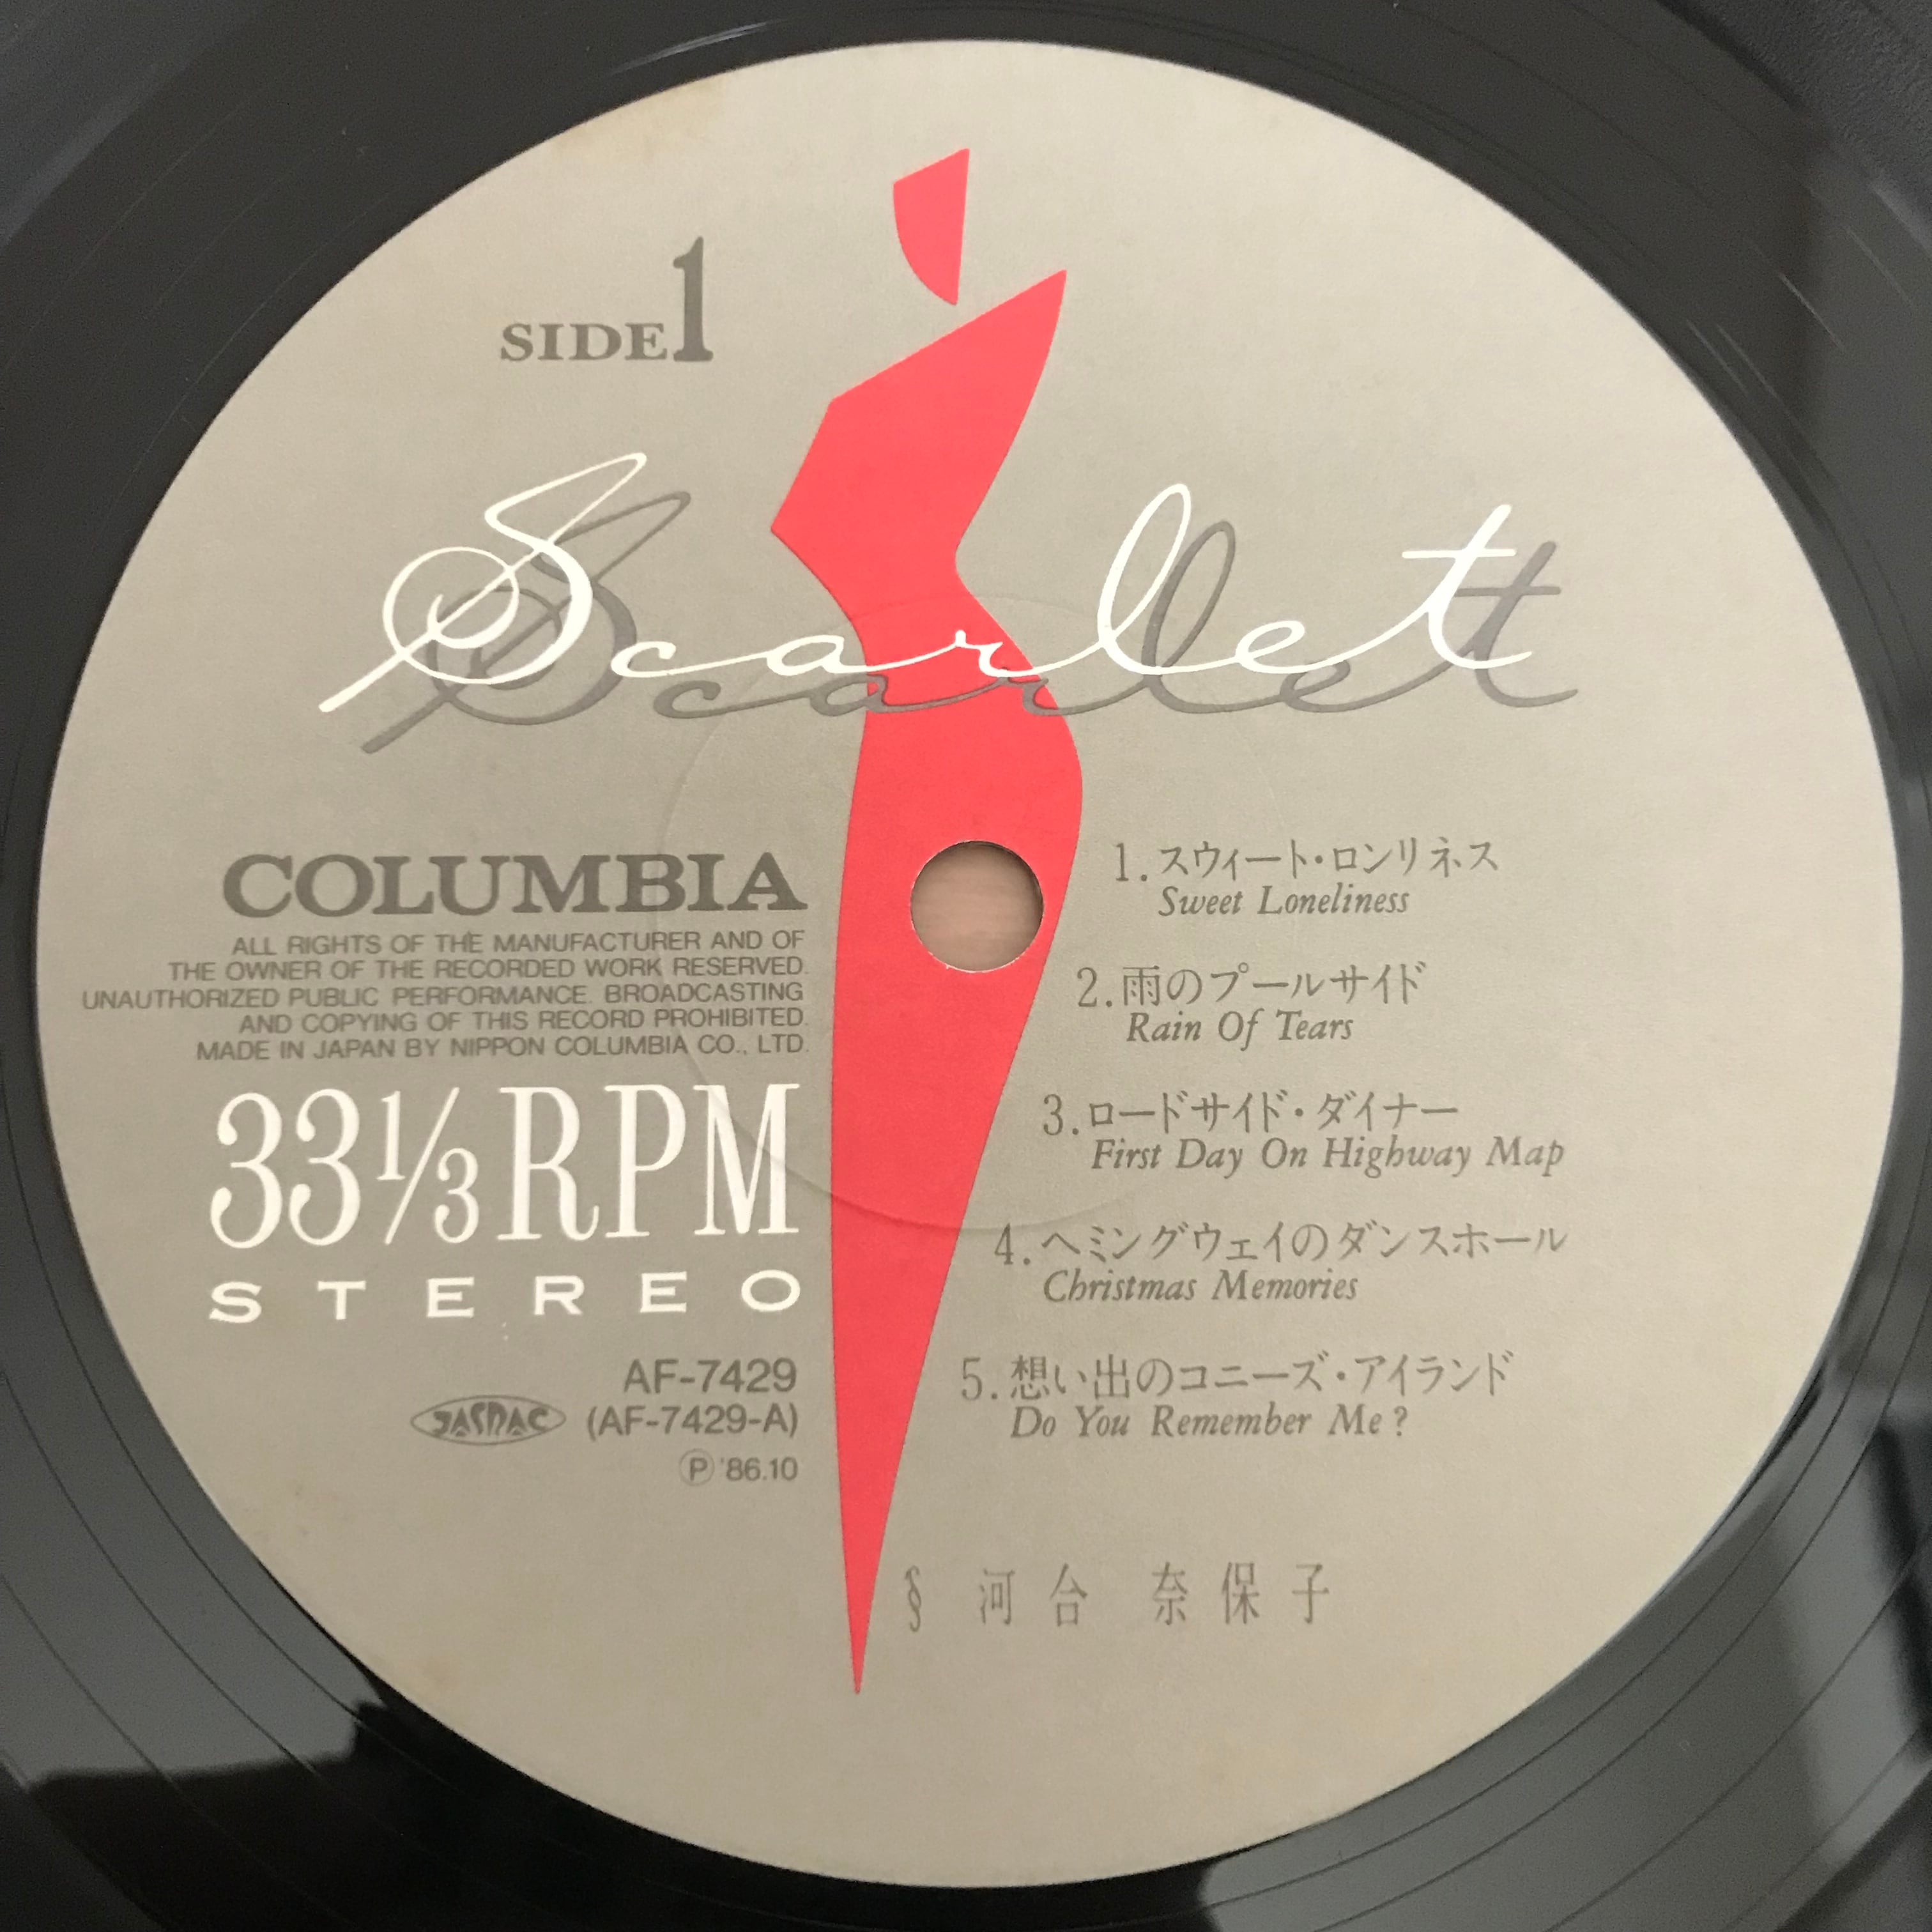 SIDE 1
Scarlet
COLUMBIA
ALL RIGHTS OF THE MANUFACTURER AND OF
THE OWNER OF THE RECORDED WORK RESERVED.
UNAUTHORIZED PUBLIC PERFORMANCE. BROADCASTING
AND COPYING OF THIS RECORD PROHIBITED.
MADE IN JAPAN BY NIPPON COLUMBIA CO., LTD.
33⅓ RPM
STEREO
AF-7429
JASRAC (AF-7429-A)
Ⓟ '86.10
1. スウィート・ロンリネス
Sweet Loneliness
2. 雨のプールサイド
Rain Of Tears
3. ロードサイド・ダイナー
First Day On Highway Map
4. ヘミングウェイのダンスホール
Christmas Memories
5. 想い出のコニーズ・アイランド
Do You Remember Me?
§ 河合 奈保子